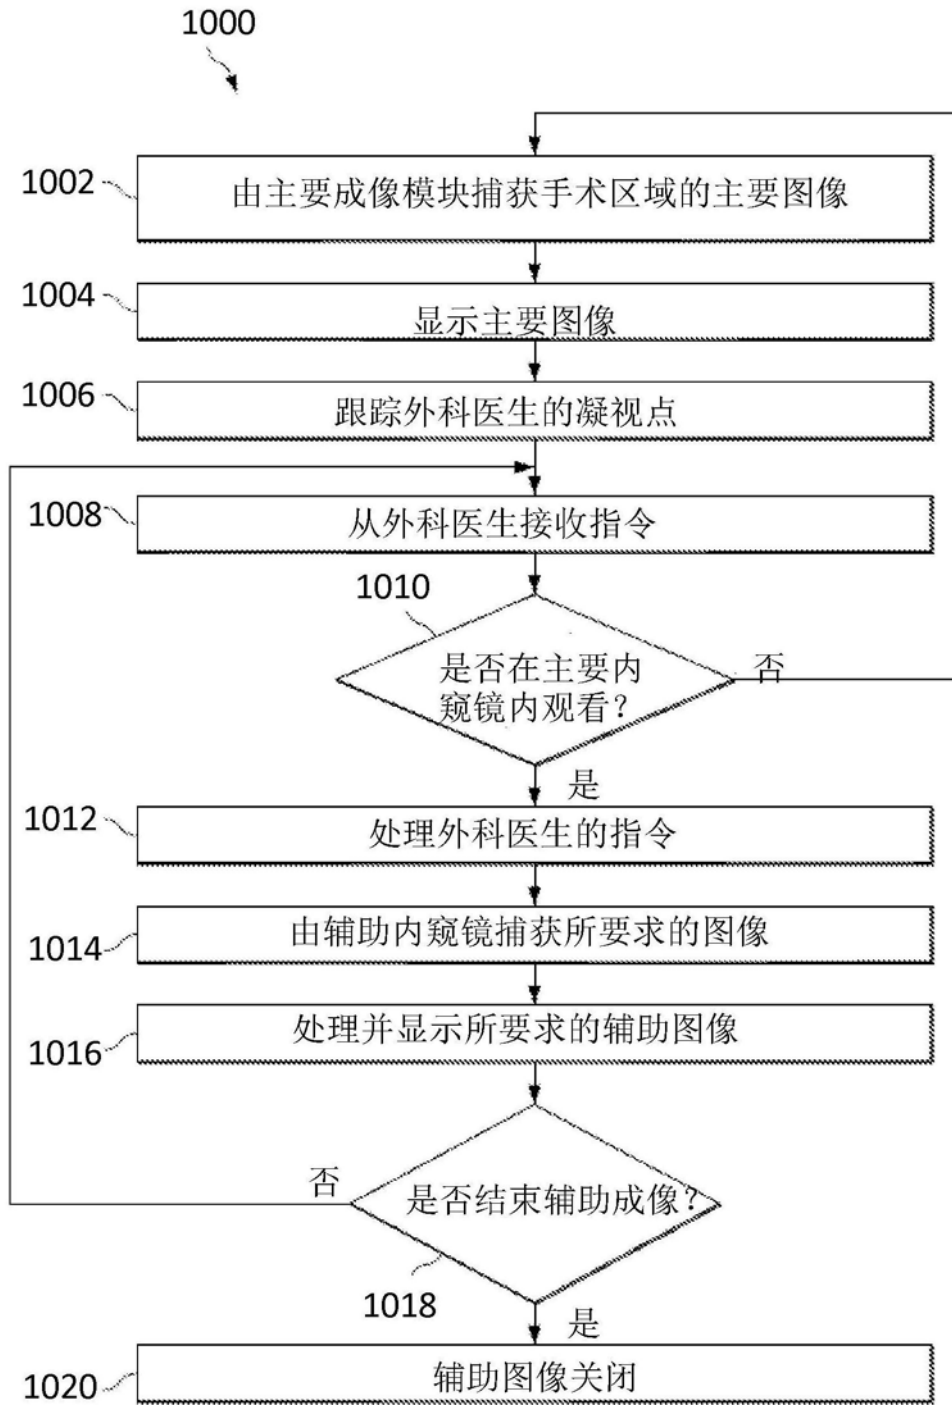 1000
1002
由主要成像模块捕获手术区域的主要图像
1004
显示主要图像
1006
跟踪外科医生的凝视点
1008
从外科医生接收指令
1010
是否在主要内
窥镜内观看？
否
是
1012
处理外科医生的指令
1014
由辅助内窥镜捕获所要求的图像
1016
处理并显示所要求的辅助图像
否
是否结束辅助成像？
1018
是
1020
辅助图像关闭